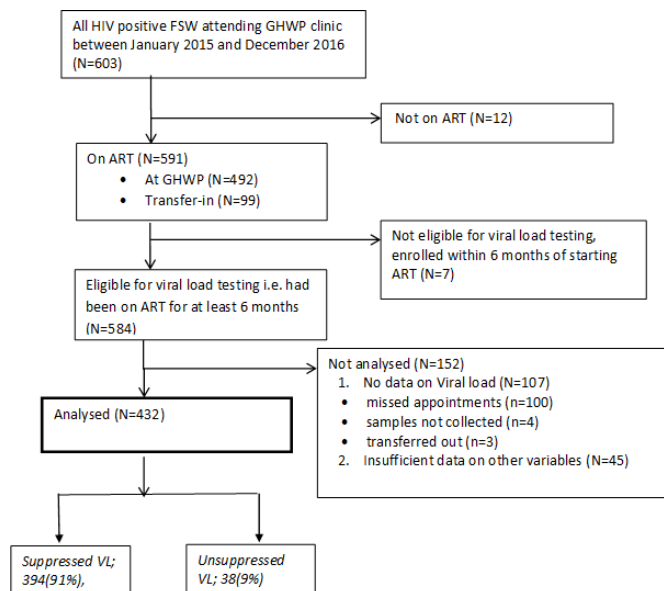 All HIV positive FSW attending GHWP clinic
between January 2015 and December 2016
(N=603)
Not on ART (N=12)
On ART (N=591)
• At GHWP (N=492)
• Transfer-in (N=99)
Not eligible for viral load testing,
enrolled within 6 months of starting
ART (N=7)
Eligible for viral load testing i.e. had
been on ART for at least 6 months
(N=584)
Not analysed (N=152)
1. No data on Viral load (N=107)
• missed appointments (n=100)
• samples not collected (n=4)
• transferred out (n=3)
2. Insufficient data on other variables (N=45)
Analysed (N=432)
Suppressed VL;
394(91%),
Unsuppressed
VL; 38(9%)